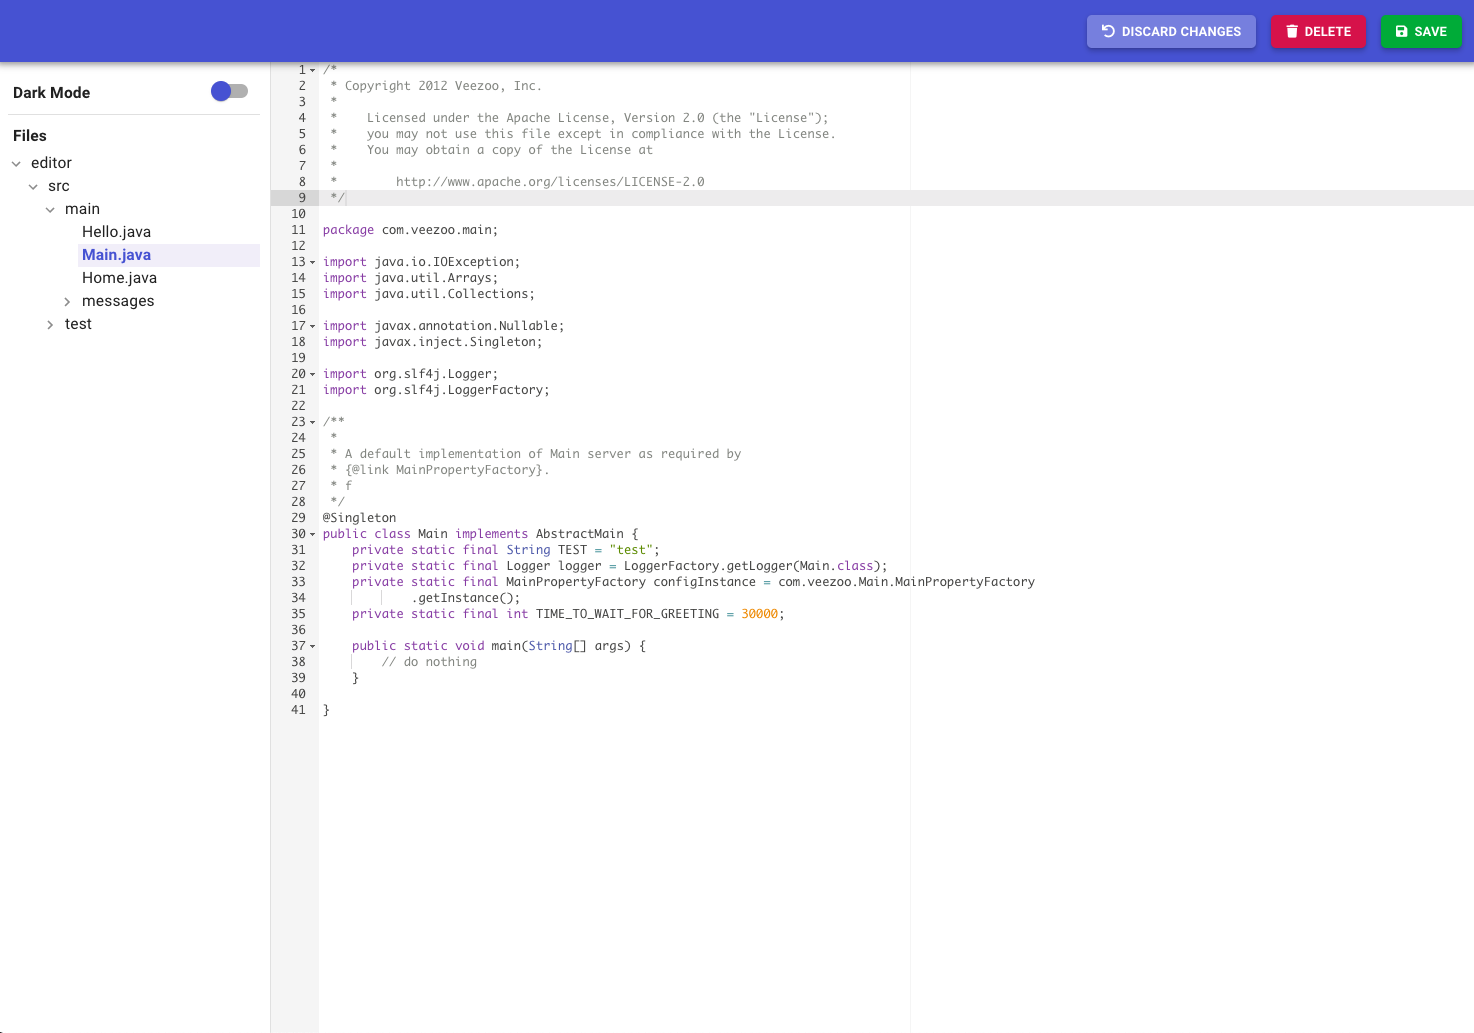 DISCARD CHANGES
DELETE
SAVE
Dark Mode
Files
editor
src
main
Hello.java
Main.java
Home.java
messages
test
1 /*
2  * Copyright 2012 Veezoo, Inc.
3  *
4  *    Licensed under the Apache License, Version 2.0 (the "License");
5  *    you may not use this file except in compliance with the License.
6  *    You may obtain a copy of the License at
7  *
8  *        http://www.apache.org/licenses/LICENSE-2.0
9  */
10
11 package com.veezoo.main;
12
13 import java.io.IOException;
14 import java.util.Arrays;
15 import java.util.Collections;
16
17 import javax.annotation.Nullable;
18 import javax.inject.Singleton;
19
20 import org.slf4j.Logger;
21 import org.slf4j.LoggerFactory;
22
23 /**
24  *
25  * A default implementation of Main server as required by
26  * {@link MainPropertyFactory}.
27  * f
28  */
29 @Singleton
30 public class Main implements AbstractMain {
31     private static final String TEST = "test";
32     private static final Logger logger = LoggerFactory.getLogger(Main.class);
33     private static final MainPropertyFactory configInstance = com.veezoo.Main.MainPropertyFactory
34             .getInstance();
35     private static final int TIME_TO_WAIT_FOR_GREETING = 30000;
36
37     public static void main(String[] args) {
38         // do nothing
39     }
40
41 }